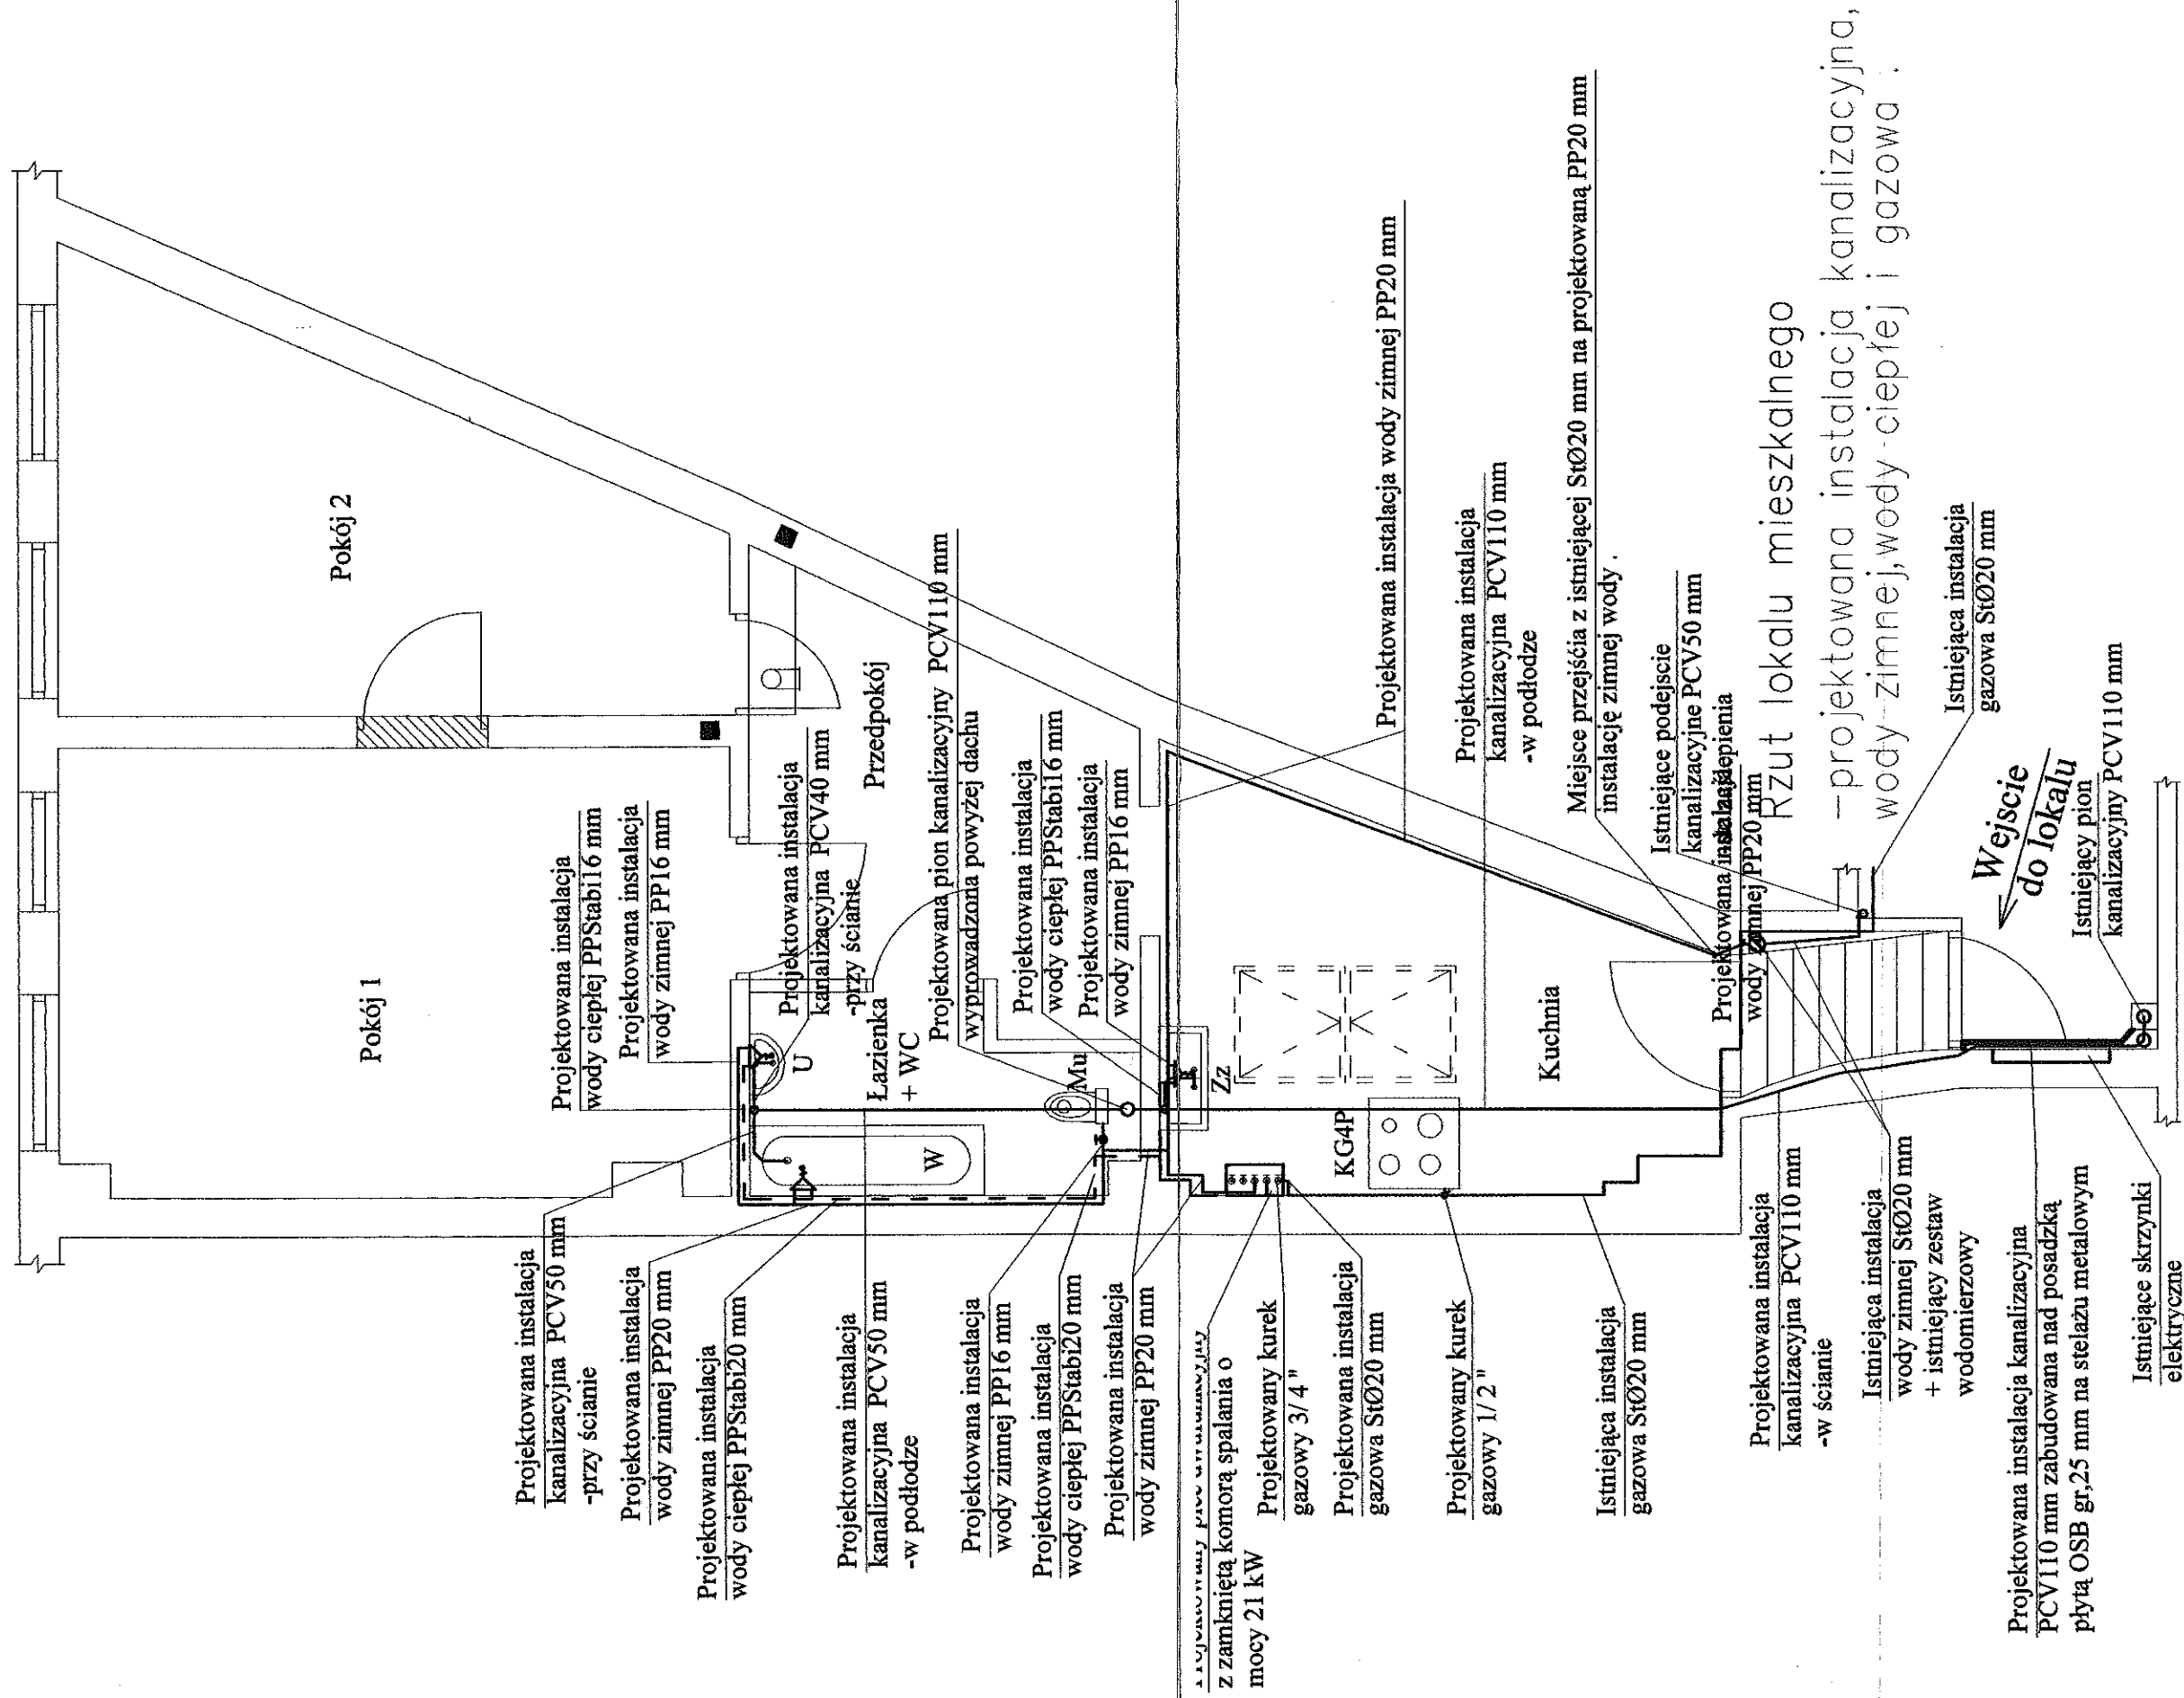 Pokój 1
Pokój 2
Projektowana instalacja
wody ciepłej PPStabi16 mm
Projektowana instalacja
wody zimnej PP16 mm
Projektowana instalacja
kanalizacyjna PCV40 mm
-przy ścianie
Przedpokój
Łazienka
+ WC
U
W
Mu
Projektowana pion kanalizacyjny PCV110 mm
wyprowadzona powyżej dachu
Projektowana instalacja
wody ciepłej PPStabi16 mm
Projektowana instalacja
wody zimnej PP16 mm
Zz
KG4P
Kuchnia
Projektowana instalacja wody zimnej PP20 mm
Projektowana instalacja
kanalizacyjna PCV110 mm
-w podłodze
Miejsce przejśćia z istniejącej StØ20 mm na projektowaną PP20 mm
instalację zimnej wody .
Istniejące podejscie
kanalizacyjne PCV50 mm
Projektowana instalacja
wody zimnej PP20 mm
Rzut lokalu mieszkalnego
-projektowana instalacja kanalizacyjna,
wody zimnej,wody ciepłej i gazowa .
Istniejąca instalacja
gazowa StØ20 mm
Wejscie
do lokalu
Istniejący pion
kanalizacyjny PCV110 mm
Projektowana instalacja
kanalizacyjna PCV50 mm
-przy ścianie
Projektowana instalacja
wody zimnej PP20 mm
Projektowana instalacja
wody ciepłej PPStabi20 mm
Projektowana instalacja
kanalizacyjna PCV50 mm
-w podłodze
Projektowana instalacja
wody zimnej PP16 mm
Projektowana instalacja
wody ciepłej PPStabi20 mm
Projektowana instalacja
wody zimnej PP20 mm
Projektowany piec dwufunkcyjny
z zamkniętą komorą spalania o
mocy 21 kW
Projektowany kurek
gazowy 3/4"
Projektowana instalacja
gazowa StØ20 mm
Projektowany kurek
gazowy 1/2"
Istniejąca instalacja
gazowa StØ20 mm
Projektowana instalacja
kanalizacyjna PCV110 mm
-w ścianie
Istniejąca instalacja
wody zimnej StØ20 mm
+ istniejący zestaw
wodomierzowy
Projektowana instalacja kanalizacyjna
PCV110 mm zabudowana nad posadzką
płytą OSB gr,25 mm na stelażu metalowym
Istniejące skrzynki
elektryczne